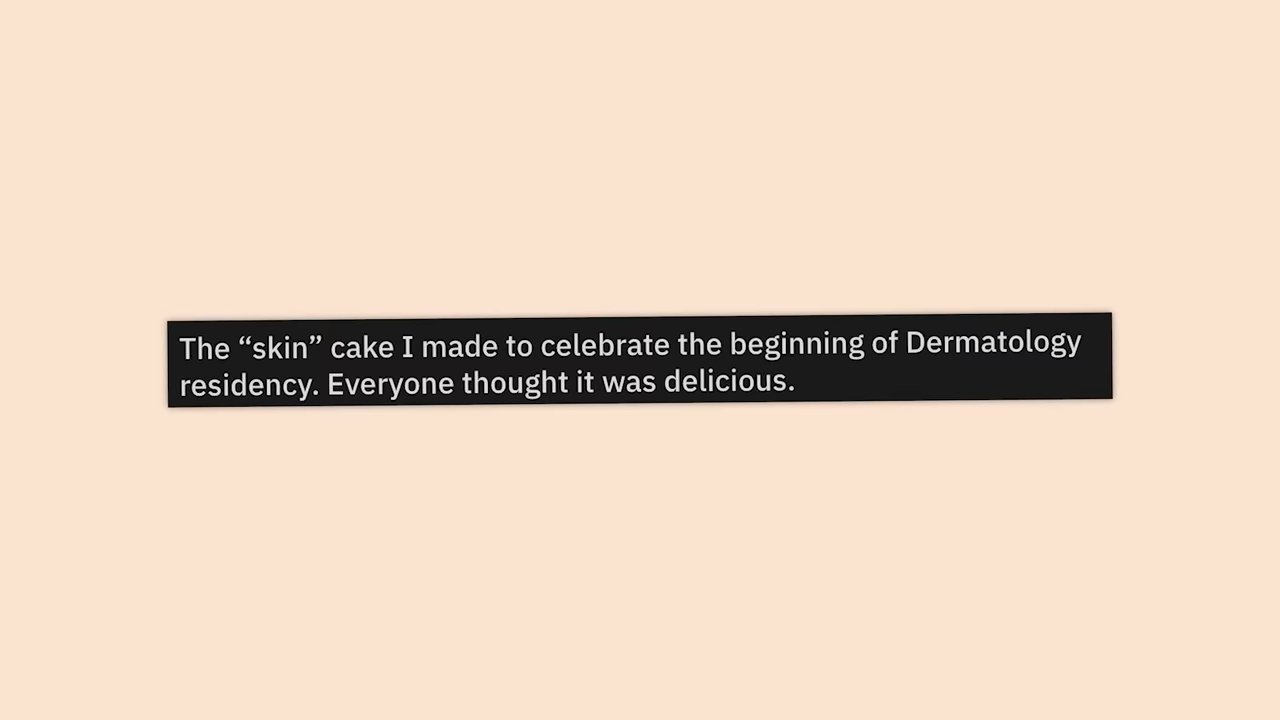 The “skin” cake I made to celebrate the beginning of Dermatology
residency. Everyone thought it was delicious.